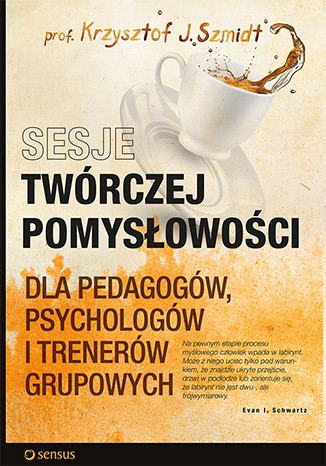 prof. Krzysztof J. Szmidt
SESJE
TWÓRCZEJ
POMYSŁOWOŚCI
DLA PEDAGOGÓW,
PSYCHOLOGÓW
I TRENERÓW
GRUPOWYCH
Na pewnym etapie procesu
myślowego człowiek wpada w labirynt.
Może z niego uciec tylko pod warun-
kiem, że znajdzie ukryte przejście,
drzwi w podłodze lub zorientuje się,
że labirynt nie jest dwu-, ale
trójwymiarowy.
Evan I. Schwartz
sensus